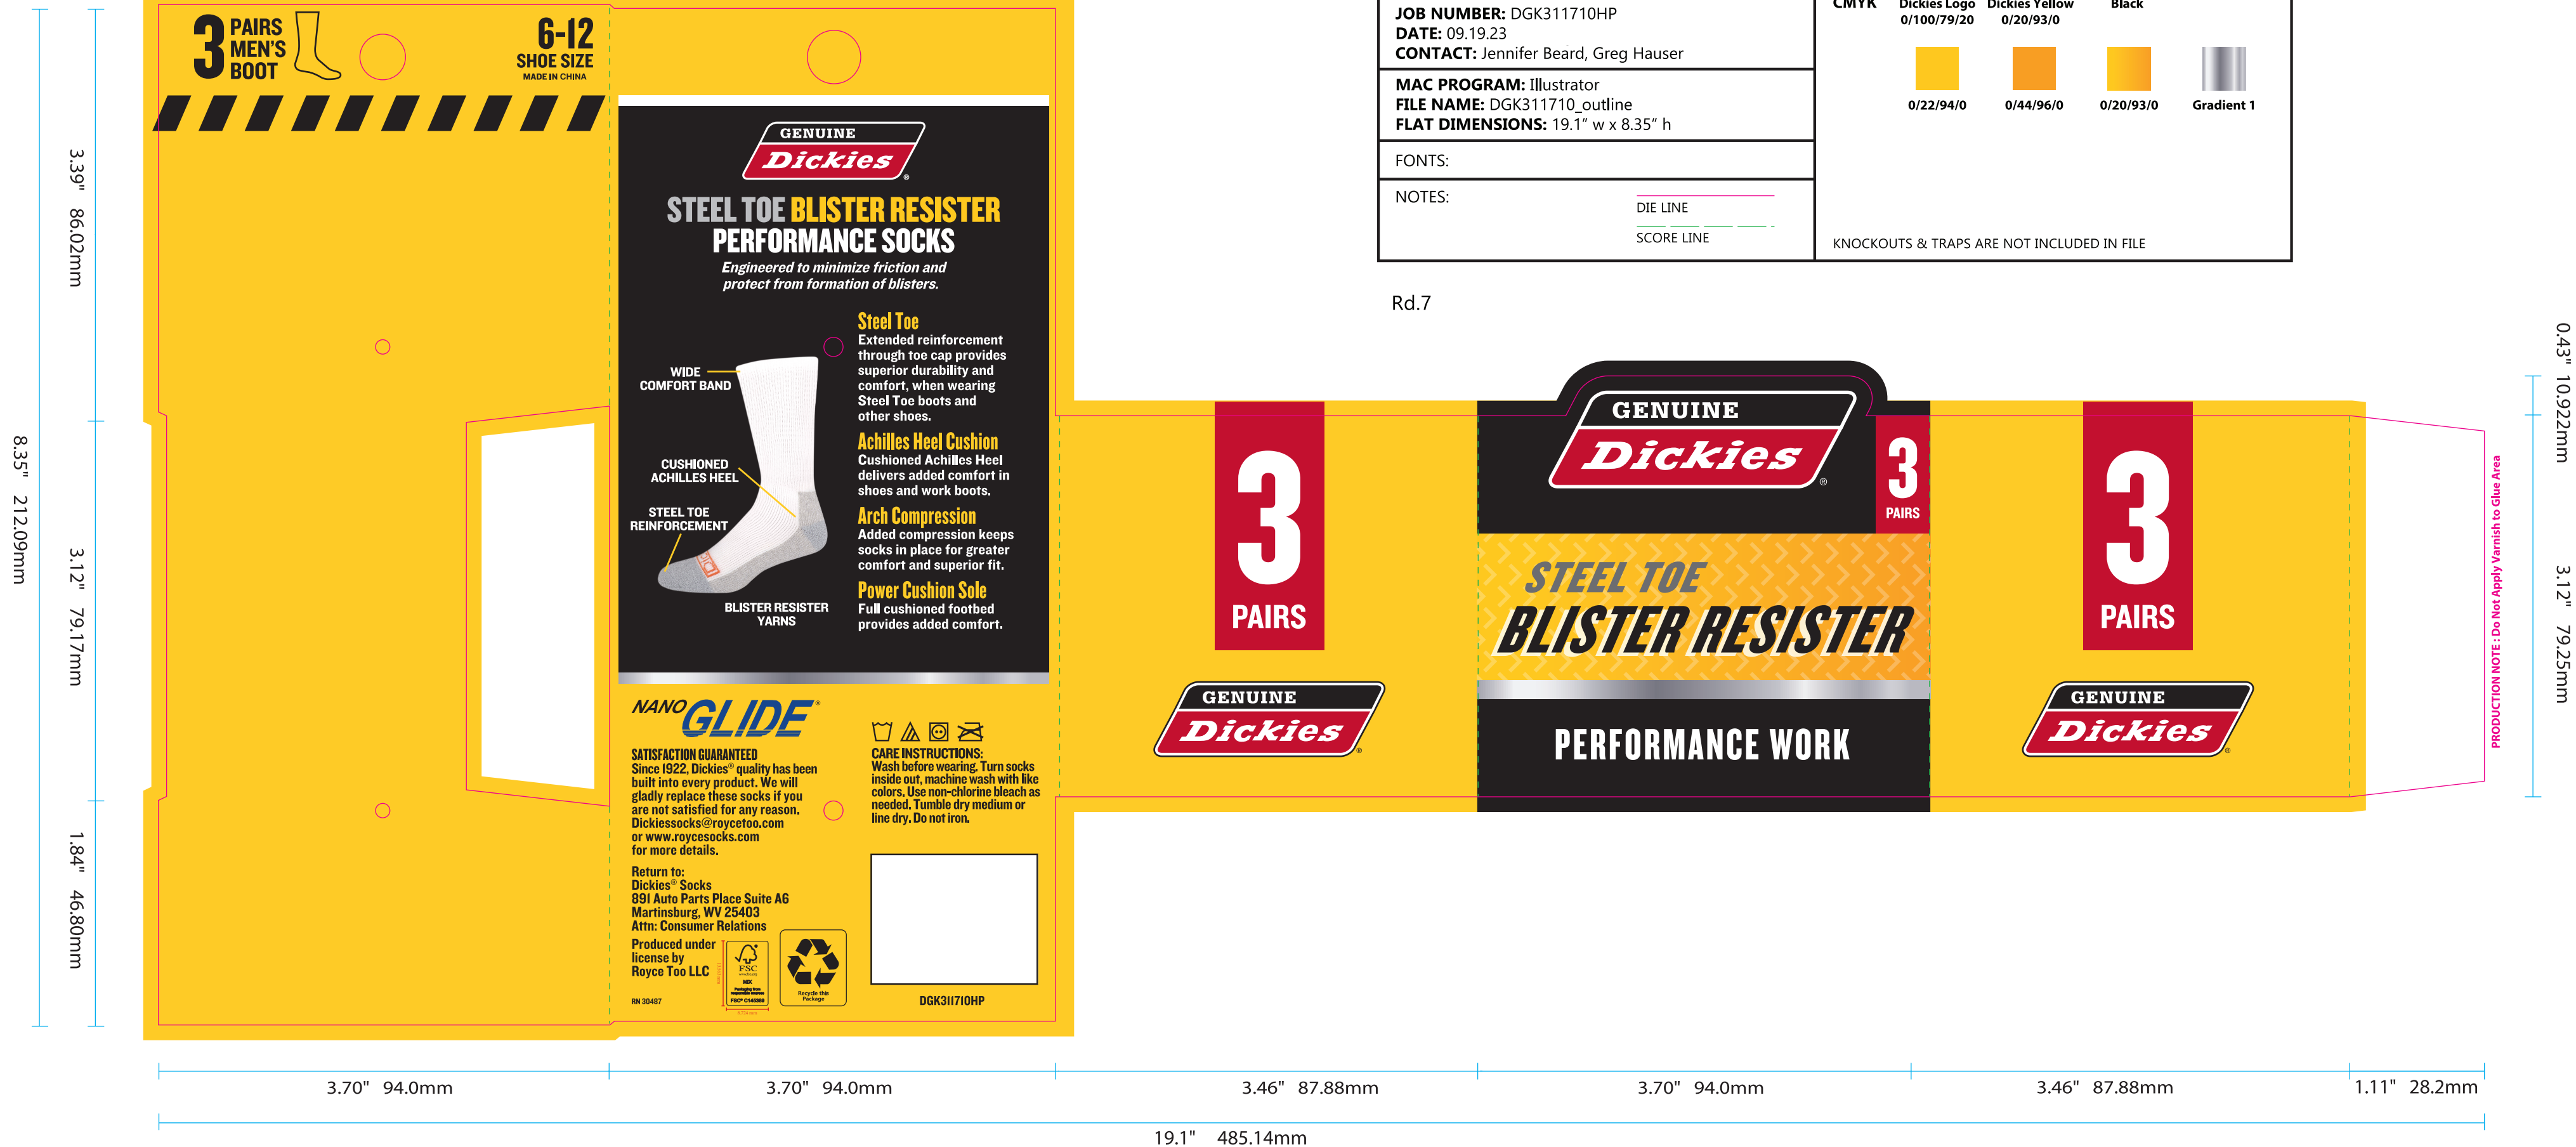 3 PAIRS
MEN'S
BOOT
6-12
SHOE SIZE
MADE IN CHINA
GENUINE
Dickies ®
STEEL TOE BLISTER RESISTER
PERFORMANCE SOCKS
Engineered to minimize friction and
protect from formation of blisters.
WIDE
COMFORT BAND
CUSHIONED
ACHILLES HEEL
STEEL TOE
REINFORCEMENT
BLISTER RESISTER
YARNS
Steel Toe
Extended reinforcement
through toe cap provides
superior durability and
comfort, when wearing
Steel Toe boots and
other shoes.
Achilles Heel Cushion
Cushioned Achilles Heel
delivers added comfort in
shoes and work boots.
Arch Compression
Added compression keeps
socks in place for greater
comfort and superior fit.
Power Cushion Sole
Full cushioned footbed
provides added comfort.
NANO GLIDE ®
SATISFACTION GUARANTEED
Since 1922, Dickies® quality has been
built into every product. We will
gladly replace these socks if you
are not satisfied for any reason.
Dickiessocks@roycetoo.com
or www.roycesocks.com
for more details.
Return to:
Dickies® Socks
891 Auto Parts Place Suite A6
Martinsburg, WV 25403
Attn: Consumer Relations
Produced under
license by
Royce Too LLC
RN 30487
FSC
MIX
Packaging from
responsible sources
FSC® C140389
Recycle this
Package
CARE INSTRUCTIONS:
Wash before wearing. Turn socks
inside out, machine wash with like
colors. Use non-chlorine bleach as
needed. Tumble dry medium or
line dry. Do not iron.
DGK311710HP
3
PAIRS
GENUINE
Dickies ®
GENUINE
Dickies ®
3
PAIRS
STEEL TOE
BLISTER RESISTER
PERFORMANCE WORK
3
PAIRS
GENUINE
Dickies ®
JOB NUMBER: DGK311710HP
DATE: 09.19.23
CONTACT: Jennifer Beard, Greg Hauser
MAC PROGRAM: Illustrator
FILE NAME: DGK311710_outline
FLAT DIMENSIONS: 19.1" w x 8.35" h
FONTS:
NOTES:
DIE LINE
SCORE LINE
CMYK
Dickies Logo
0/100/79/20
Dickies Yellow
0/20/93/0
Black
0/22/94/0
0/44/96/0
0/20/93/0
Gradient 1
KNOCKOUTS & TRAPS ARE NOT INCLUDED IN FILE
Rd.7
PRODUCTION NOTE : Do Not Apply Varnish to Glue Area
8.35" 212.09mm
3.39" 86.02mm
3.12" 79.17mm
1.84" 46.80mm
0.43" 10.922mm
3.12" 79.25mm
3.70" 94.0mm
3.70" 94.0mm
3.46" 87.88mm
3.70" 94.0mm
3.46" 87.88mm
1.11" 28.2mm
19.1" 485.14mm